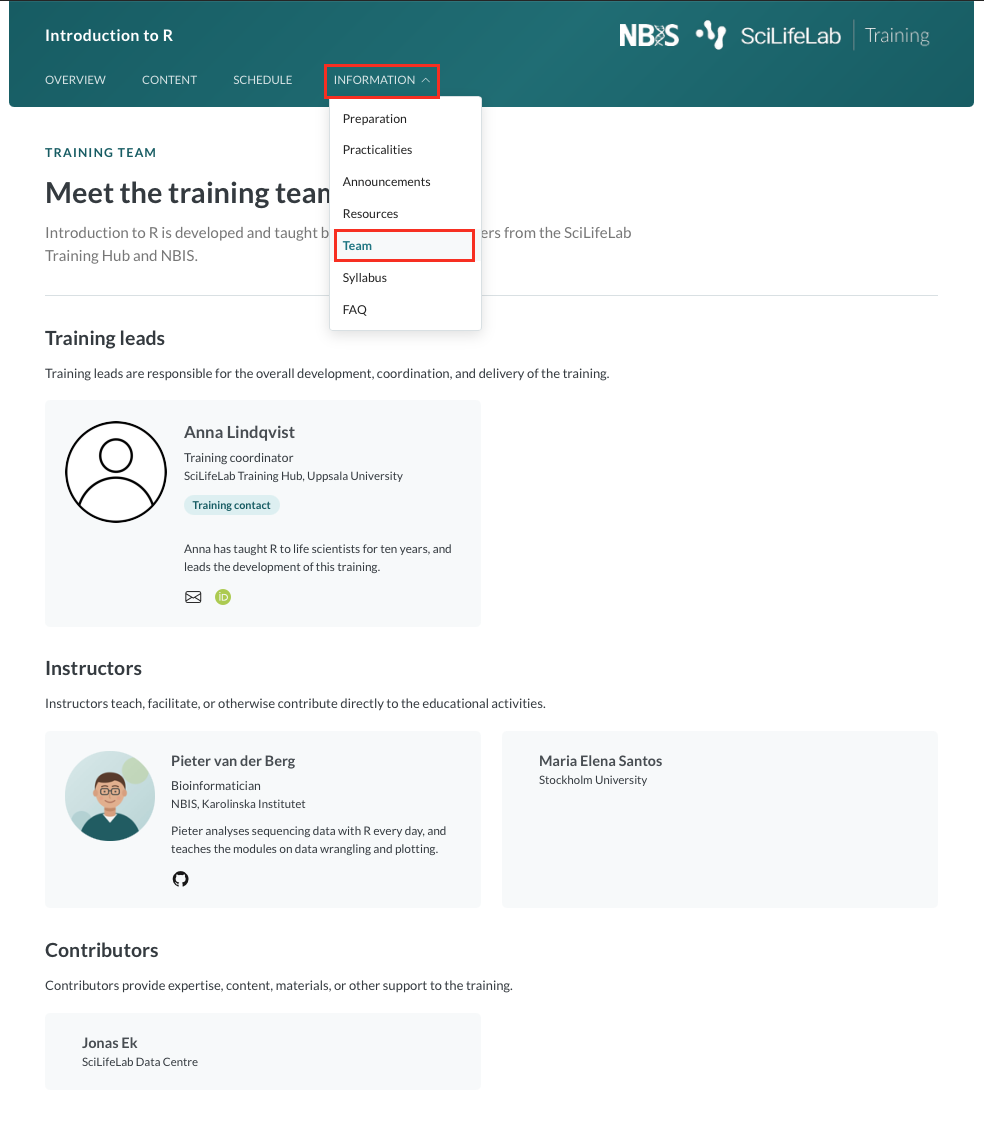 Introduction to R
NBIS SciLifeLab Training
OVERVIEW CONTENT SCHEDULE INFORMATION
Preparation
Practicalities
Announcements
Resources
Team
Syllabus
FAQ
TRAINING TEAM
Meet the training team
Introduction to R is developed and taught b
ers from the SciLifeLab
Training Hub and NBIS.
Training leads
Training leads are responsible for the overall development, coordination, and delivery of the training.
Anna Lindqvist
Training coordinator
SciLifeLab Training Hub, Uppsala University
Training contact
Anna has taught R to life scientists for ten years, and
leads the development of this training.
iD
Instructors
Instructors teach, facilitate, or otherwise contribute directly to the educational activities.
Pieter van der Berg
Bioinformatician
NBIS, Karolinska Institutet
Pieter analyses sequencing data with R every day, and
teaches the modules on data wrangling and plotting.
Maria Elena Santos
Stockholm University
Contributors
Contributors provide expertise, content, materials, or other support to the training.
Jonas Ek
SciLifeLab Data Centre